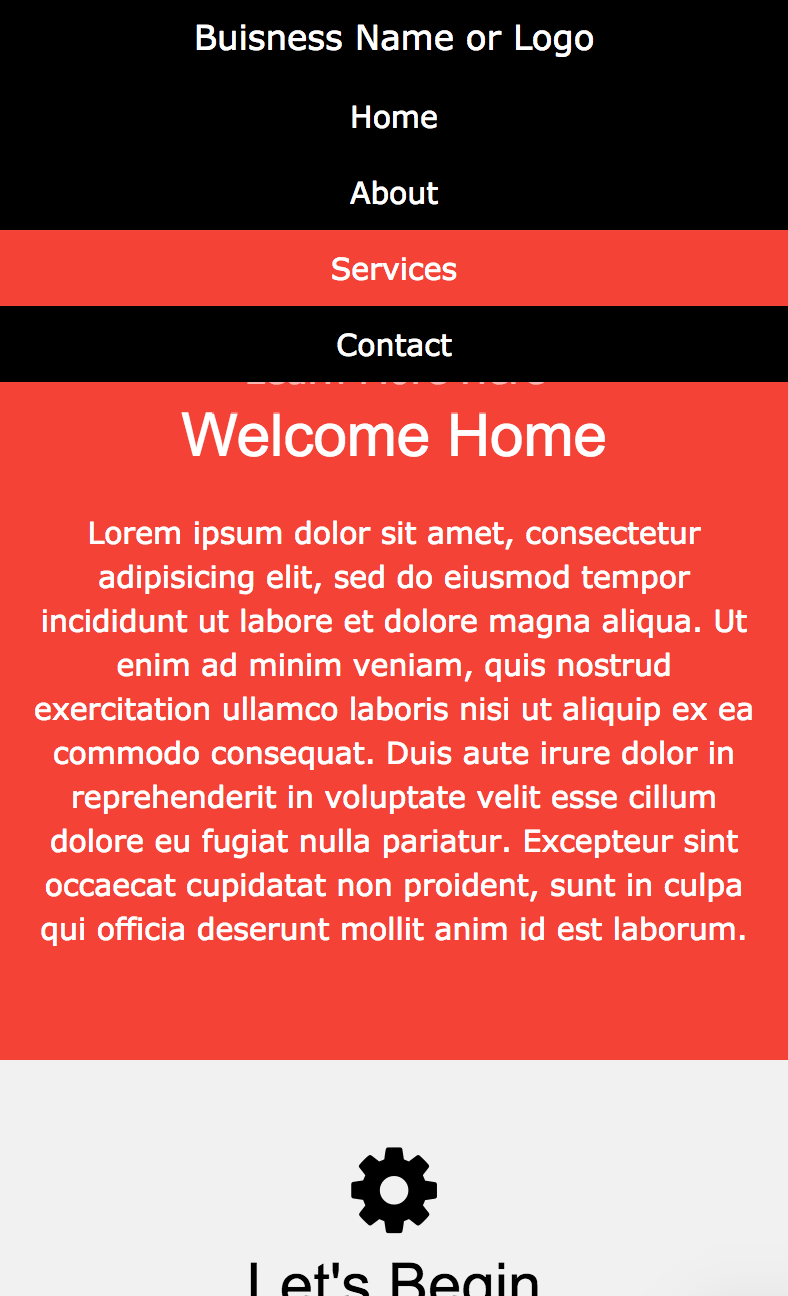 Buisness Name or Logo
Home
About
Services
Contact
Learn More Here
Welcome Home
Lorem ipsum dolor sit amet, consectetur
adipisicing elit, sed do eiusmod tempor
incididunt ut labore et dolore magna aliqua. Ut
enim ad minim veniam, quis nostrud
exercitation ullamco laboris nisi ut aliquip ex ea
commodo consequat. Duis aute irure dolor in
reprehenderit in voluptate velit esse cillum
dolore eu fugiat nulla pariatur. Excepteur sint
occaecat cupidatat non proident, sunt in culpa
qui officia deserunt mollit anim id est laborum.
Let's Begin